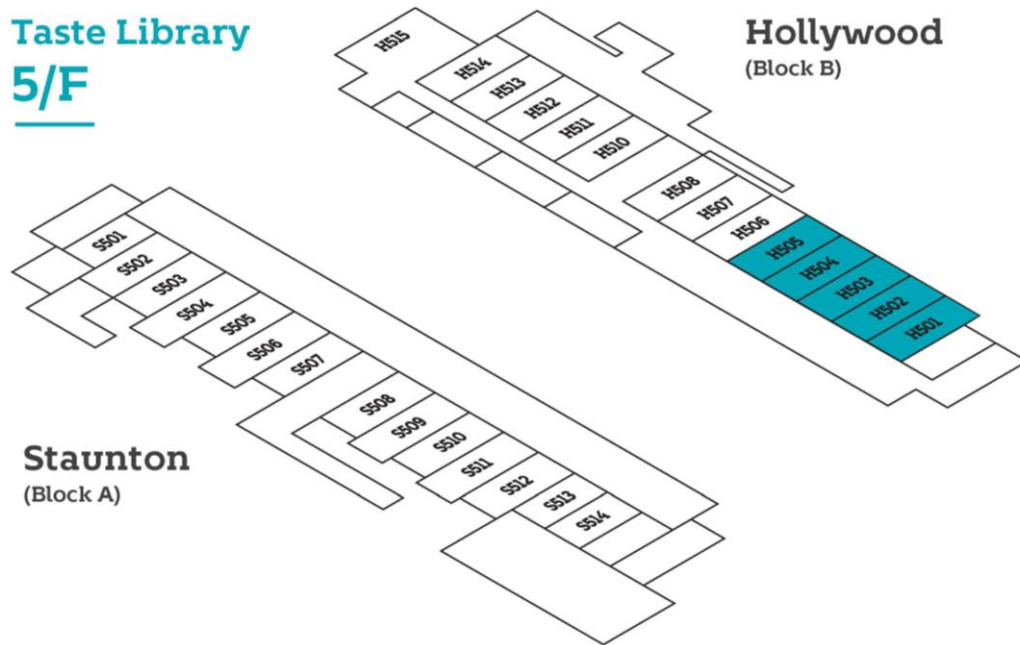 Taste Library
5/F
Hollywood
(Block B)
H515
H514
H513
H512
H511
H510
H508
H507
H506
H505
H504
H503
H502
H501
S501
S502
S503
S504
S505
S506
S507
S508
S509
S510
S511
S512
S513
S514
Staunton
(Block A)